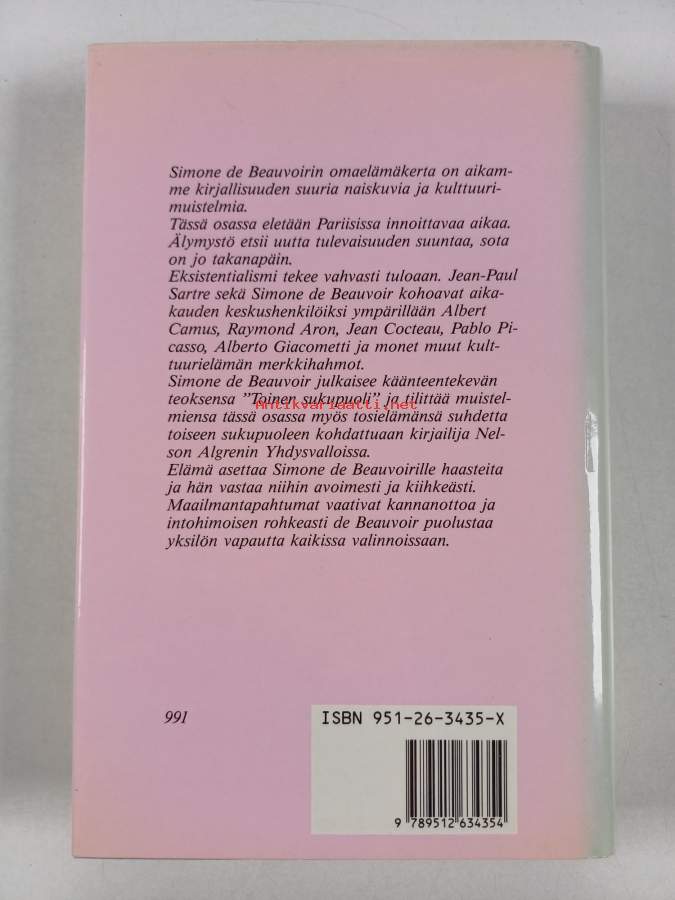 Simone de Beauvoirin omaelämäkerta on aikam-
me kirjallisuuden suuria naiskuvia ja kulttuuri-
muistelmia.
Tässä osassa eletään Pariisissa innoittavaa aikaa.
Älymystö etsii uutta tulevaisuuden suuntaa, sota
on jo takanapäin.
Eksistentialismi tekee vahvasti tuloaan. Jean-Paul
Sartre sekä Simone de Beauvoir kohoavat aika-
kauden keskushenkilöiksi ympärillään Albert
Camus, Raymond Aron, Jean Cocteau, Pablo Pi-
casso, Alberto Giacometti ja monet muut kult-
tuurielämän merkkihahmot.
Simone de Beauvoir julkaisee käänteentekevän
teoksensa "Toinen sukupuoli" ja tilittää muistel-
Antikvariaatti.net
miensa tässä osassa myös tosielämänsä suhdetta
toiseen sukupuoleen kohdattuaan kirjailija Nel-
son Algrenin Yhdysvalloissa.
Elämä asettaa Simone de Beauvoirille haasteita
ja hän vastaa niihin avoimesti ja kiihkeästi.
Maailmantapahtumat vaativat kannanottoa ja
intohimoisen rohkeasti de Beauvoir puolustaa
yksilön vapautta kaikissa valinnoissaan.
991
ISBN 951-26-3435-X
9 789512 634354